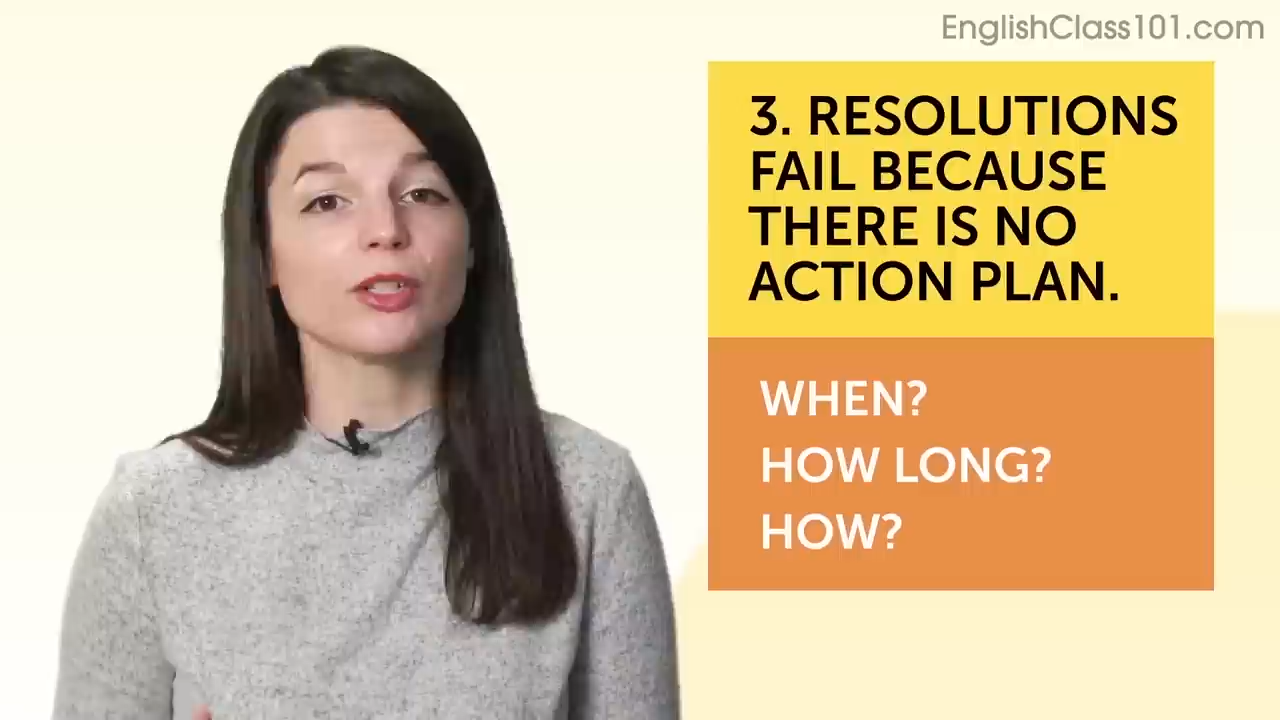 EnglishClass101.com
3. RESOLUTIONS
FAIL BECAUSE
THERE IS NO
ACTION PLAN.
WHEN?
HOW LONG?
HOW?